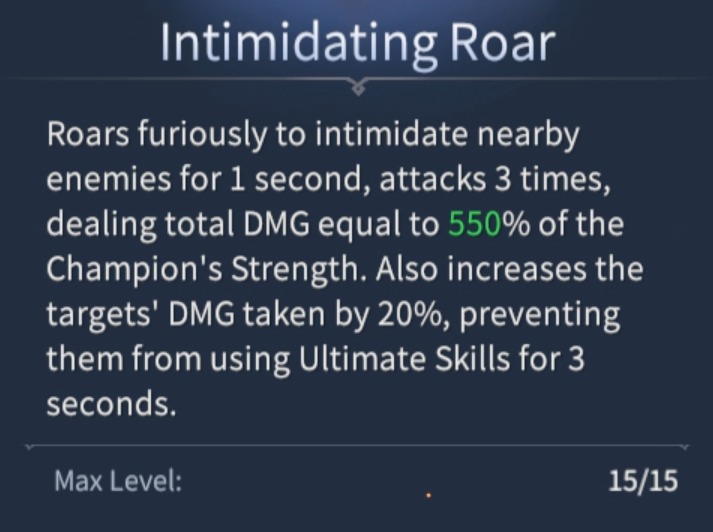 Intimidating Roar
Roars furiously to intimidate nearby
enemies for 1 second, attacks 3 times,
dealing total DMG equal to 550% of the
Champion's Strength. Also increases the
targets' DMG taken by 20%, preventing
them from using Ultimate Skills for 3
seconds.
Max Level: 15/15